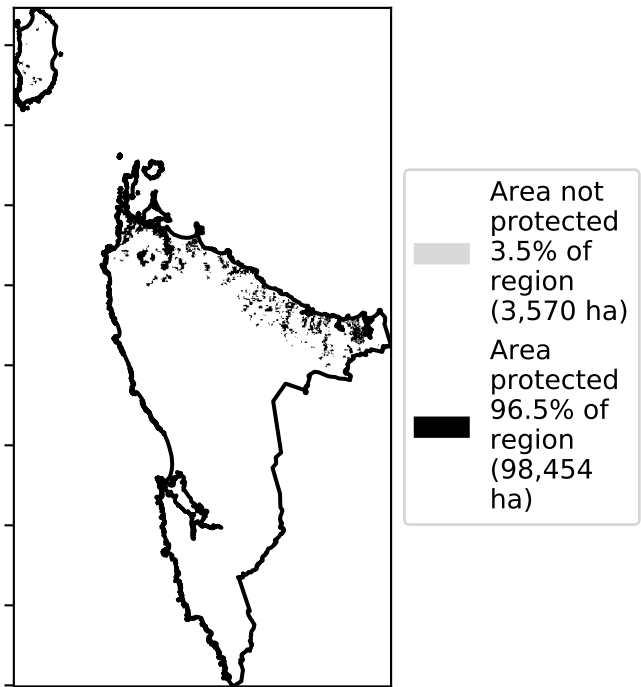 Area not
protected
3.5% of
region
(3,570 ha)
Area
protected
96.5% of
region
(98,454
ha)